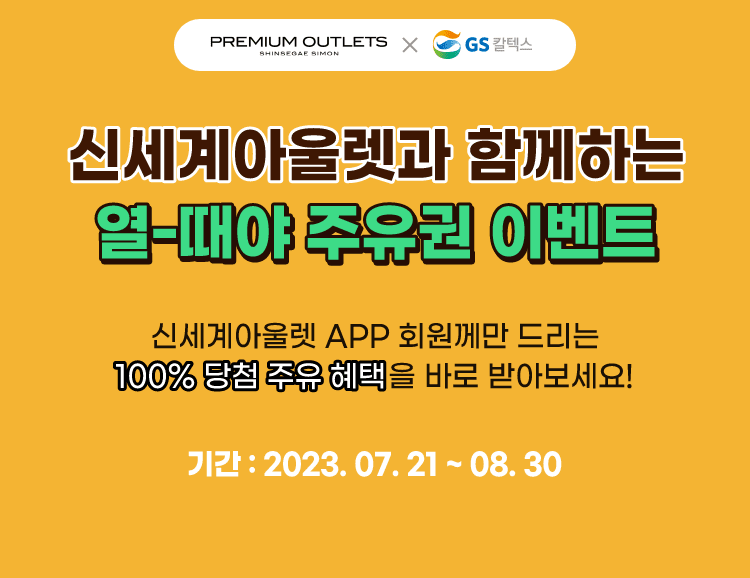 PREMIUM OUTLETS × GS 칼텍스
SHINSEGAE SIMON
신세계아울렛과 함께하는
열-때야 주유권 이벤트
신세계아울렛 APP 회원께만 드리는
100% 당첨 주유 혜택을 바로 받아보세요!
기간 : 2023. 07. 21 ~ 08. 30